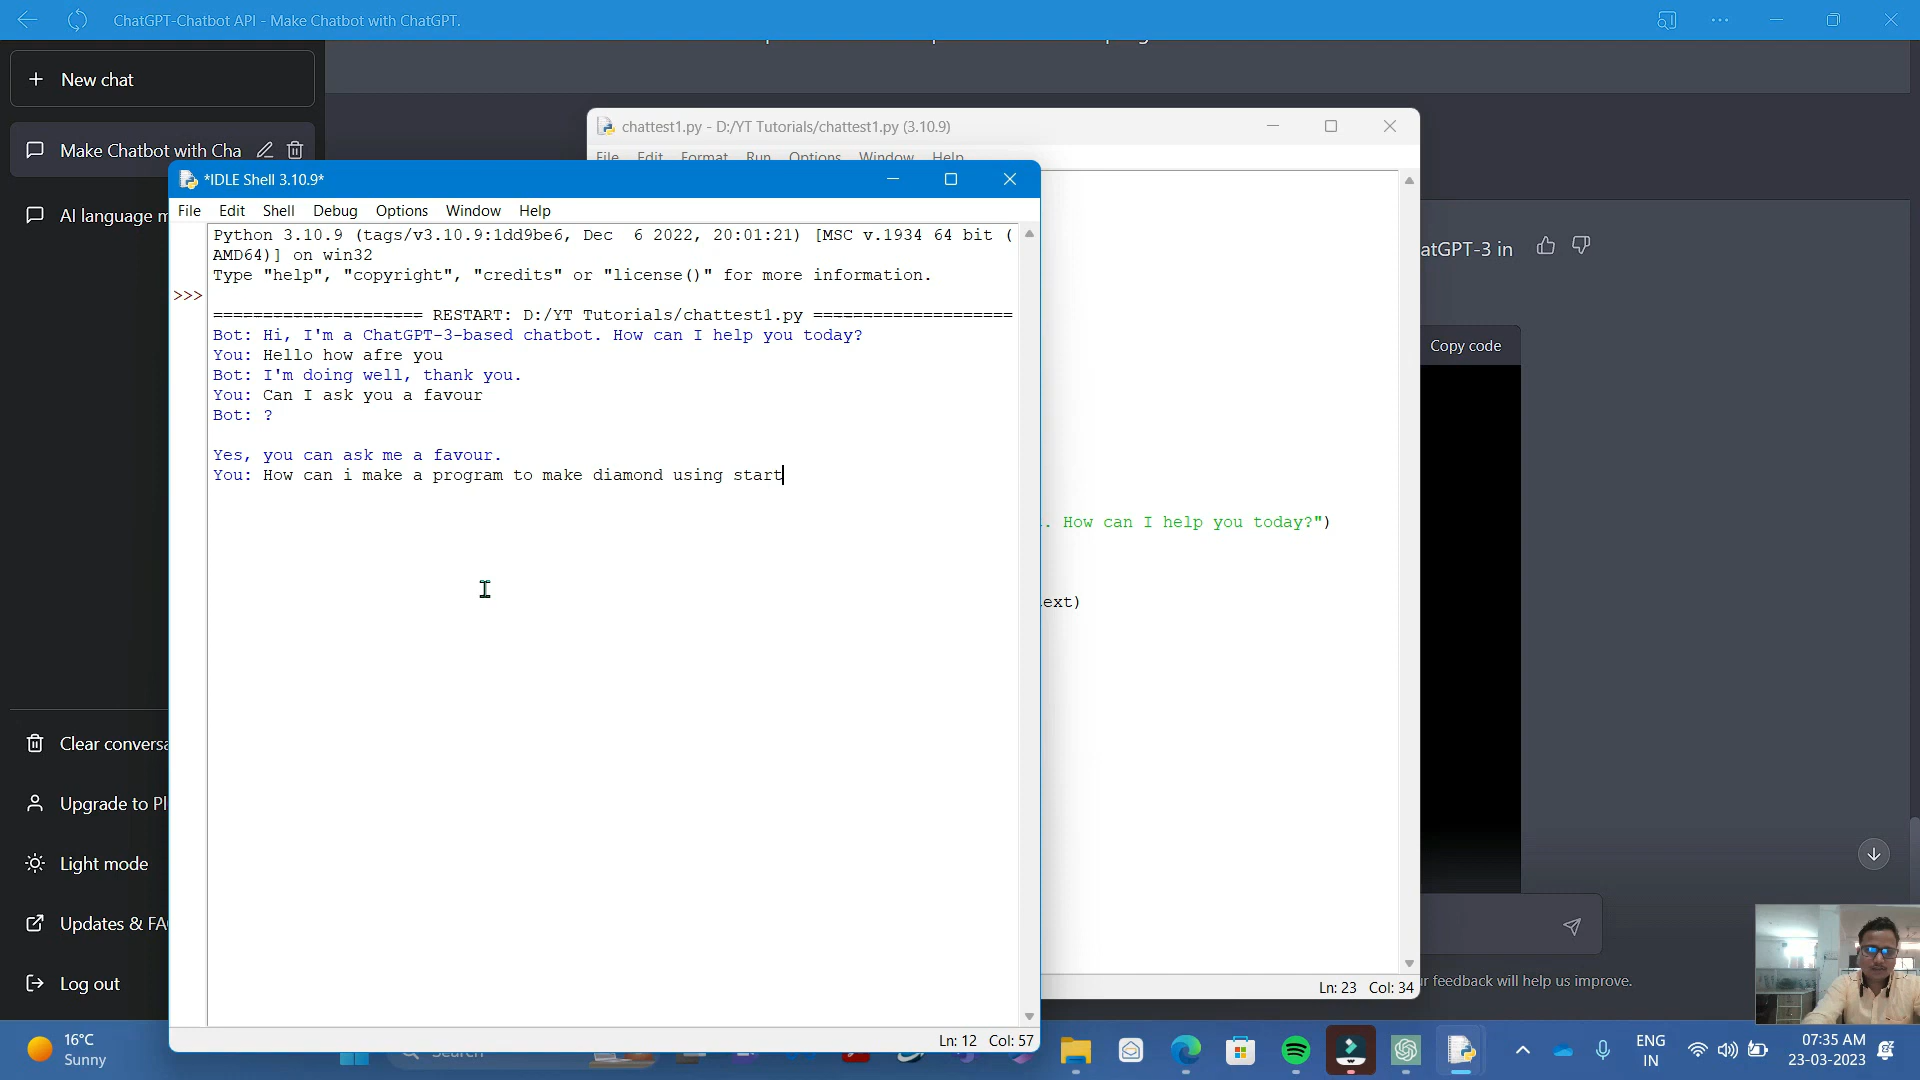 ChatGPT-Chatbot API - Make Chatbot with ChatGPT.
New chat
Make Chatbot with Cha
AI language m
Clear conversa
Upgrade to Pl
Light mode
Updates & FA
Log out
chattest1.py - D:/YT Tutorials/chattest1.py (3.10.9)
File Edit Format Run Options Window Help
. How can I help you today?")
ext)
Ln: 23 Col: 34
*IDLE Shell 3.10.9*
File Edit Shell Debug Options Window Help
Python 3.10.9 (tags/v3.10.9:1dd9be6, Dec  6 2022, 20:01:21) [MSC v.1934 64 bit (
AMD64)] on win32
Type "help", "copyright", "credits" or "license()" for more information.
>>>
===================== RESTART: D:/YT Tutorials/chattest1.py ====================
Bot: Hi, I'm a ChatGPT-3-based chatbot. How can I help you today?
You: Hello how afre you
Bot: I'm doing well, thank you.
You: Can I ask you a favour
Bot: ?
Yes, you can ask me a favour.
You: How can i make a program to make diamond using start
Ln: 12 Col: 57
atGPT-3 in
Copy code
r feedback will help us improve.
16°C
Sunny
Search
ENG
IN
07:35 AM
23-03-2023